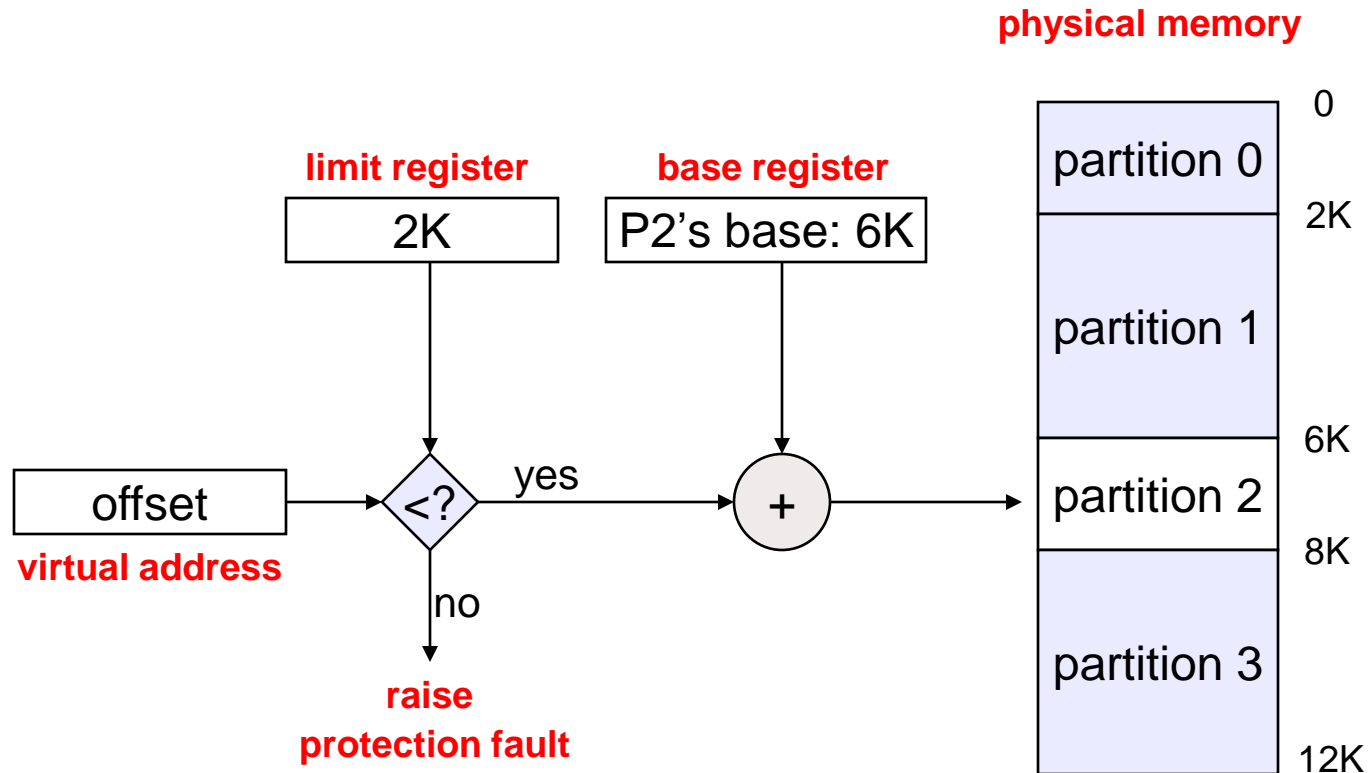 physical memory
0
partition 0
limit register
base register
2K
P2’s base: 6K
2K
partition 1
6K
offset
<?
yes
+
partition 2
virtual address
8K
no
partition 3
raise
protection fault
12K